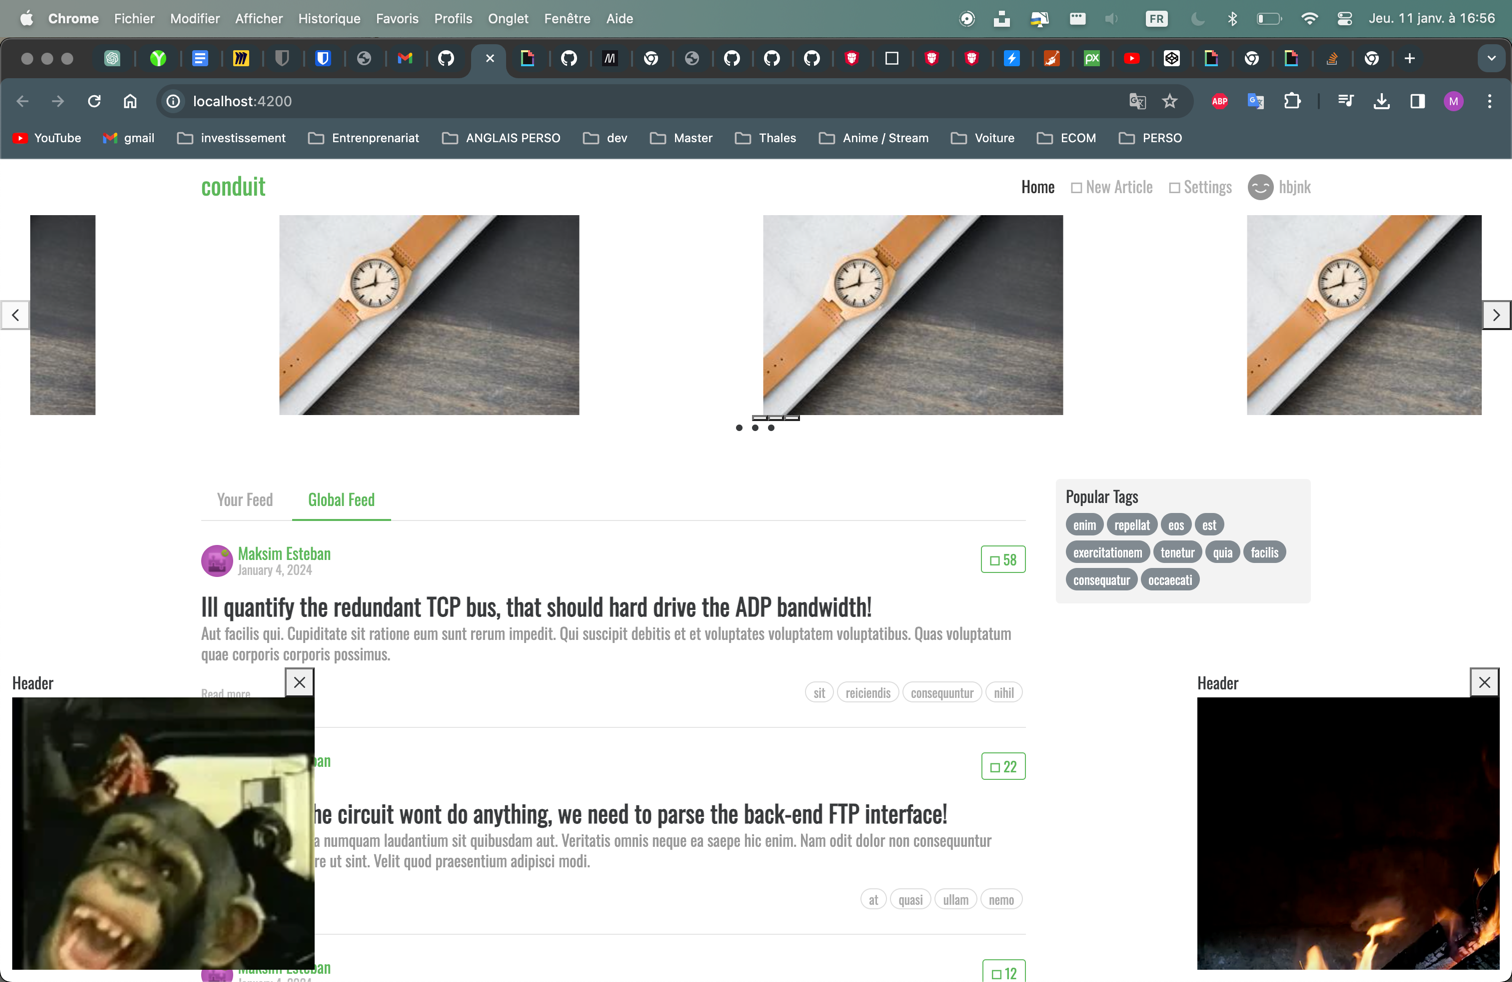 Chrome Fichier Modifier Afficher Historique Favoris Profils Onglet Fenêtre Aide FR Jeu. 11 janv. à 16:56
localhost:4200 ABP M
YouTube gmail investissement Entrenprenariat ANGLAIS PERSO dev Master Thales Anime / Stream Voiture ECOM PERSO
conduit Home New Article Settings hbjnk
Your Feed Global Feed
Popular Tags
enim repellat eos est
exercitationem tenetur quia facilis
consequatur occaecati
Maksim Esteban
January 4, 2024
58
Ill quantify the redundant TCP bus, that should hard drive the ADP bandwidth!
Aut facilis qui. Cupiditate sit ratione eum sunt rerum impedit. Qui suscipit debitis et et voluptates voluptatem voluptatibus. Quas voluptatum
quae corporis corporis possimus.
Read more
sit reiciendis consequuntur nihil
Header
Header
ban
22
he circuit wont do anything, we need to parse the back-end FTP interface!
a numquam laudantium sit quibusdam aut. Veritatis omnis neque ea saepe hic enim. Nam odit dolor non consequuntur
re ut sint. Velit quod praesentium adipisci modi.
at quasi ullam nemo
Maksim Esteban
12